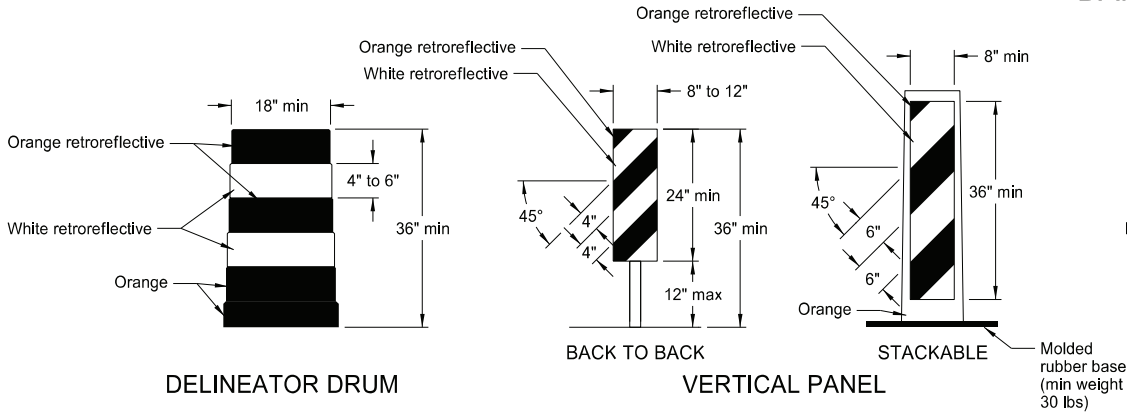 Orange retroreflective
White retroreflective
8" min
Orange retroreflective
White retroreflective
8" to 12"
18" min
Orange retroreflective
4" to 6"
36" min
White retroreflective
Orange
45°
4"
4"
24" min
36" min
12" max
45°
6"
6"
36" min
Orange
BACK TO BACK
STACKABLE
Molded
rubber base
(min weight
30 lbs)
DELINEATOR DRUM
VERTICAL PANEL